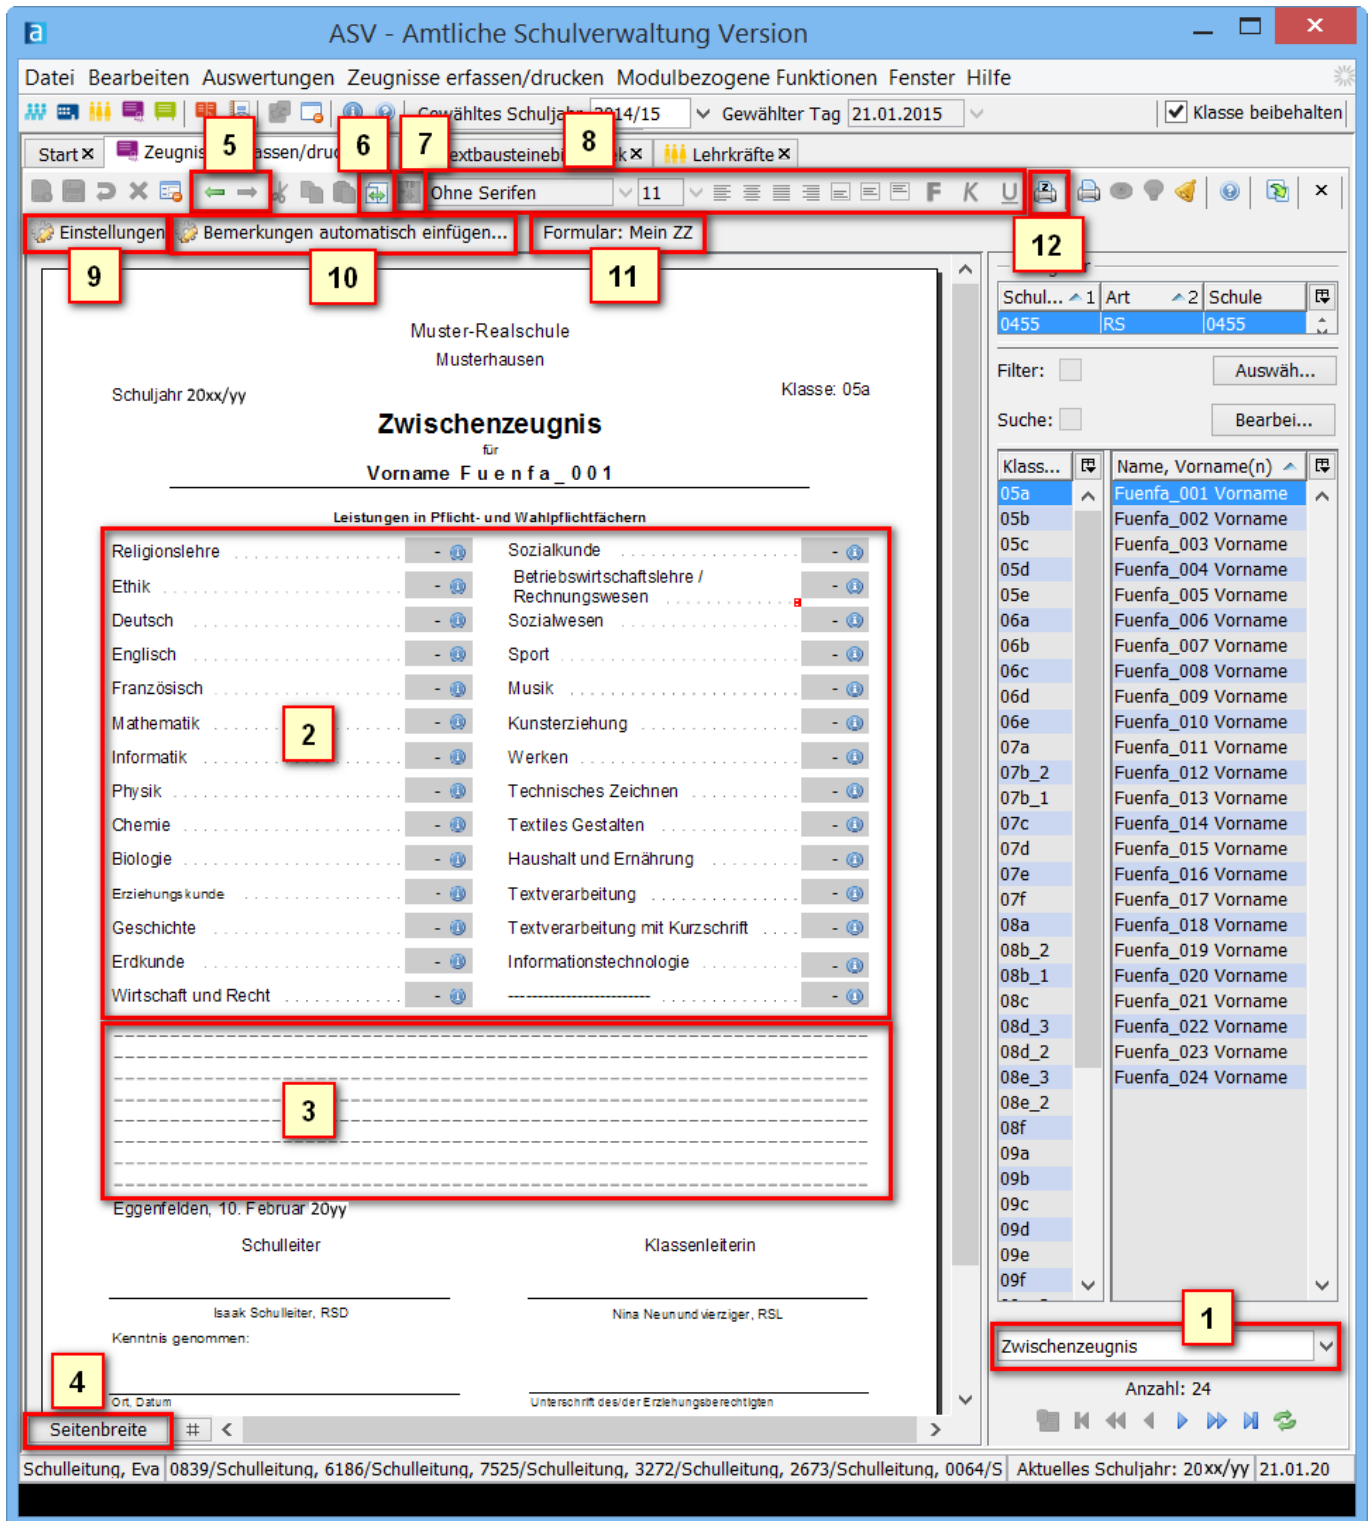 a ASV - Amtliche Schulverwaltung Version
Datei Bearbeiten Auswertungen Zeugnisse erfassen/drucken Modulbezogene Funktionen Fenster Hilfe
Gewähltes Schuljahr 2014/15 Gewählter Tag 21.01.2015 Klasse beibehalten
5 6 7 8
Start Lehrkräfte
Ohne Serifen 11 F K U
Einstellungen Bemerkungen automatisch einfügen... Formular: Mein ZZ
9 10 11 12
Schul... 1 Art 2 Schule
0455 RS 0455
Filter: Auswäh...
Suche: Bearbei...
Muster-Realschule
Musterhausen
Schuljahr 20xx/yy Klasse: 05a
Zwischenzeugnis
für
Vorname Fuenfa_001
Leistungen in Pflicht- und Wahlpflichtfächern
Religionslehre - Sozialkunde -
Ethik - Betriebswirtschaftslehre /
Rechnungswesen -
Deutsch - Sozialwesen -
Englisch - Sport -
Französisch - Musik -
Mathematik - Kunsterziehung -
2
Informatik - Werken -
Physik - Technisches Zeichnen -
Chemie - Textiles Gestalten -
Biologie - Haushalt und Ernährung -
Erziehungskunde - Textverarbeitung -
Geschichte - Textverarbeitung mit Kurzschrift -
Erdkunde - Informationstechnologie -
Wirtschaft und Recht - ------------------------- -
3
Eggenfelden, 10. Februar 20yy
Schulleiter Klassenleiterin
Isaak Schulleiter, RSD Nina Neunundvierziger, RSL
Kenntnis genommen:
4
Ort, Datum Unterschrift des/der Erziehungsberechtigten
Seitenbreite #
Klass... Name, Vorname(n)
05a Fuenfa_001 Vorname
05b Fuenfa_002 Vorname
05c Fuenfa_003 Vorname
05d Fuenfa_004 Vorname
05e Fuenfa_005 Vorname
06a Fuenfa_006 Vorname
06b Fuenfa_007 Vorname
06c Fuenfa_008 Vorname
06d Fuenfa_009 Vorname
06e Fuenfa_010 Vorname
07a Fuenfa_011 Vorname
07b_2 Fuenfa_012 Vorname
07b_1 Fuenfa_013 Vorname
07c Fuenfa_014 Vorname
07d Fuenfa_015 Vorname
07e Fuenfa_016 Vorname
07f Fuenfa_017 Vorname
08a Fuenfa_018 Vorname
08b_2 Fuenfa_019 Vorname
08b_1 Fuenfa_020 Vorname
08c Fuenfa_021 Vorname
08d_3 Fuenfa_022 Vorname
08d_2 Fuenfa_023 Vorname
08e_3 Fuenfa_024 Vorname
08e_2
08f
09a
09b
09c
09d
09e
09f
1
Zwischenzeugnis
Anzahl: 24
Schulleitung, Eva 0839/Schulleitung, 6186/Schulleitung, 7525/Schulleitung, 3272/Schulleitung, 2673/Schulleitung, 0064/S Aktuelles Schuljahr: 20xx/yy 21.01.20